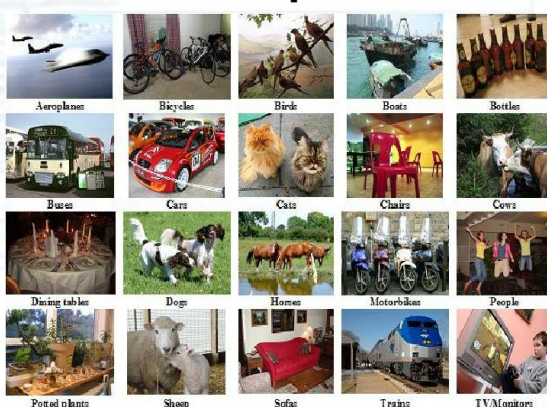 Aeroplanes
Bicycles
Birds
Boats
Bottles
Buses
Cars
Cats
Chairs
Cows
Dining tables
Dogs
Horses
Motorbikes
People
Potted plants
Sheep
Sofas
Trains
TV/Monitors